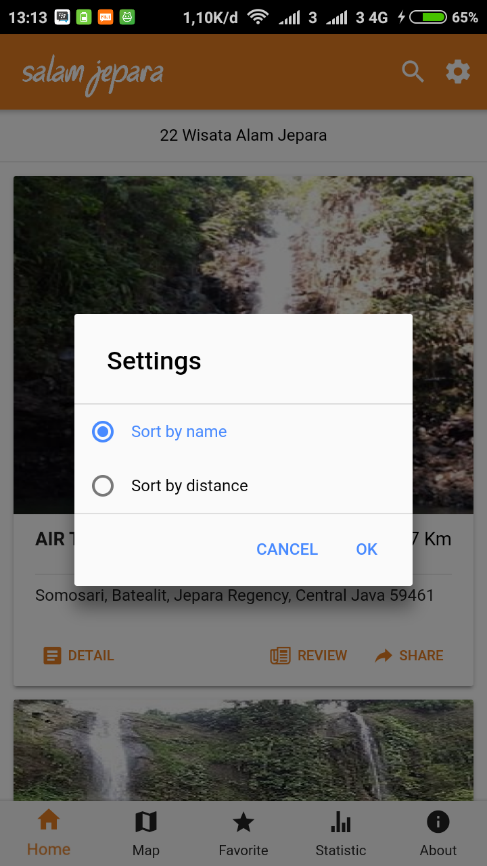 13:13 1,10K/d 3 3 4G 65%
salam jepara
22 Wisata Alam Jepara
Settings
Sort by name
Sort by distance
CANCEL OK
AIR 7 Km
Somosari, Batealit, Jepara Regency, Central Java 59461
DETAIL REVIEW SHARE
Home Map Favorite Statistic About